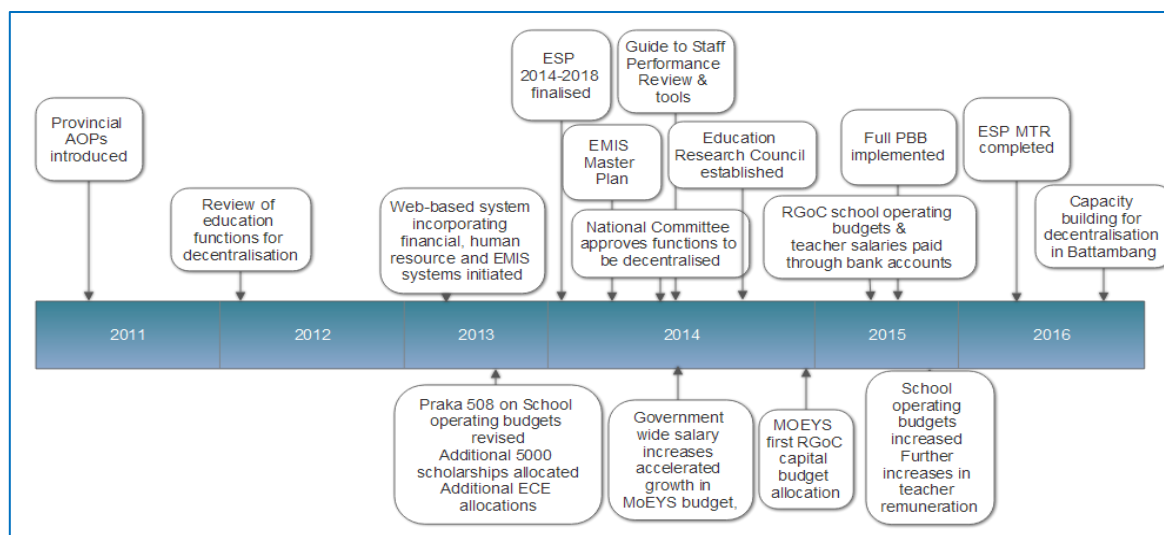 Provincial
AOPs
introduced
Review of
education
functions for
decentralisation
Web-based system
incorporating
financial, human
resource and EMIS
systems initiated
ESP
2014-2018
finalised
EMIS
Master
Plan
Guide to Staff
Performance
Review &
tools
National Committee
approves functions to
be decentralised
Education
Research Council
established
Full PBB
implemented
RGoC school operating
budgets &
teacher salaries paid
through bank accounts
ESP MTR
completed
Capacity
building for
decentralisation
in Battambang
2011
2012
2013
2014
2015
2016
Praka 508 on School
operating budgets
revised
Additional 5000
scholarships allocated
Additional ECE
allocations
Government
wide salary
increases
accelerated
growth in
MoEYS budget,
MOEYS
first RGoC
capital
budget
allocation
School
operating
budgets
increased
Further
increases in
teacher
remuneration